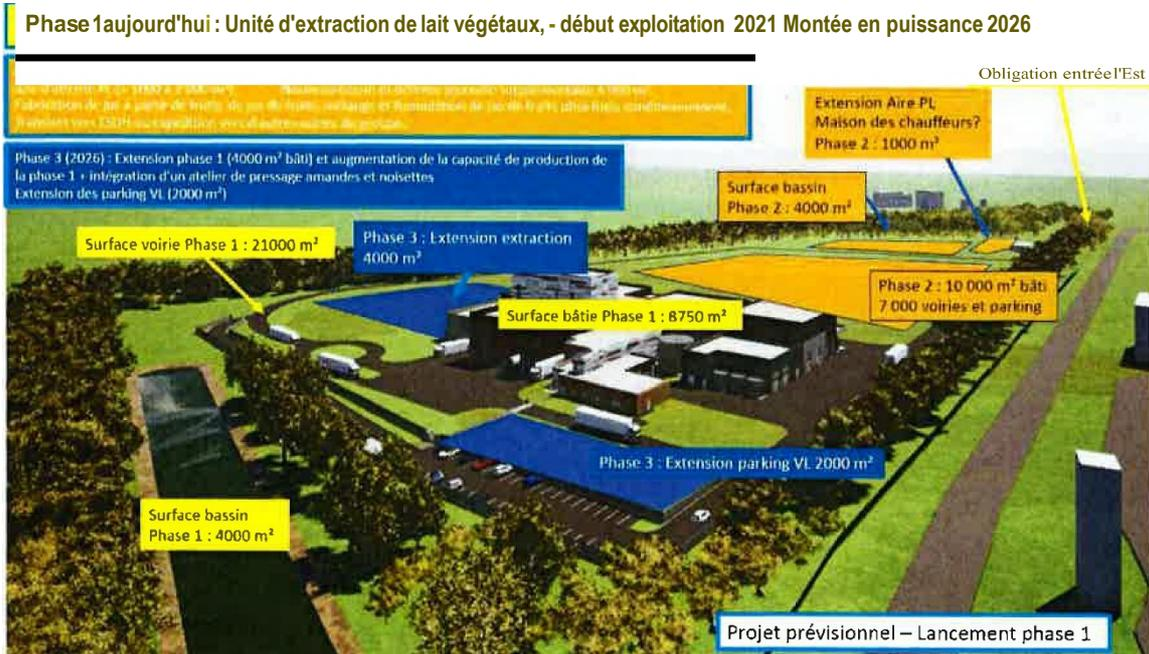 Phase 1aujourd'hui : Unité d'extraction de lait végétaux, - début exploitation 2021 Montée en puissance 2026
Obligation entrée l'Est
Fabrication de jus à partir de fruits,
Extension Aire PL
Maison des chauffeurs?
Phase 2 : 1000 m²
Phase 3 (2026) : Extension phase 1 (4000 m² bâti) et augmentation de la capacité de production de
la phase 1 + intégration d'un atelier de pressage amandes et noisettes
Extension des parking VL (2000 m²)
Surface bassin
Phase 2 : 4000 m²
Surface voirie Phase 1 : 21000 m²
Phase 3 : Extension extraction
4000 m²
Phase 2 : 10 000 m² bâti
7 000 voiries et parking
Surface bâtie Phase 1 : 8750 m²
Phase 3 : Extension parking VL 2000 m²
Surface bassin
Phase 1 : 4000 m²
Projet prévisionnel – Lancement phase 1